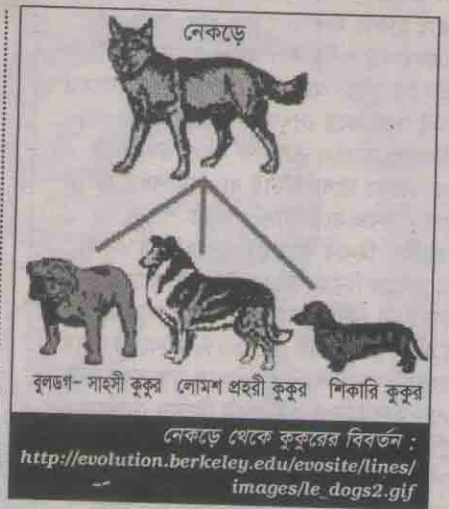 নেকড়ে
বুলডগ– সাহসী কুকুর লোমশ প্রহরী কুকুর শিকারি কুকুর
নেকড়ে থেকে কুকুরের বিবর্তন :
http://evolution.berkeley.edu/evosite/lines/
images/le_dogs2.gif